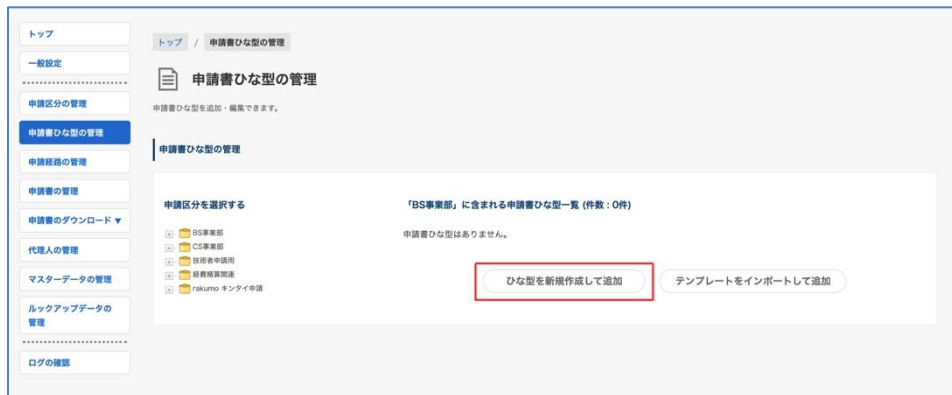 トップ
一般設定
申請区分の管理
申請書ひな型の管理
申請経路の管理
申請書の管理
申請書のダウンロード ▼
代理人の管理
マスターデータの管理
ルックアップデータの
管理
ログの確認
トップ / 申請書ひな型の管理
申請書ひな型の管理
申請書ひな型を追加・編集できます。
申請書ひな型の管理
申請区分を選択する
BS事業部
CS事業部
技術者申請用
経費精算関連
rakumo キンタイ申請
「BS事業部」に含まれる申請書ひな型一覧 (件数 : 0件)
申請書ひな型はありません。
ひな型を新規作成して追加
テンプレートをインポートして追加